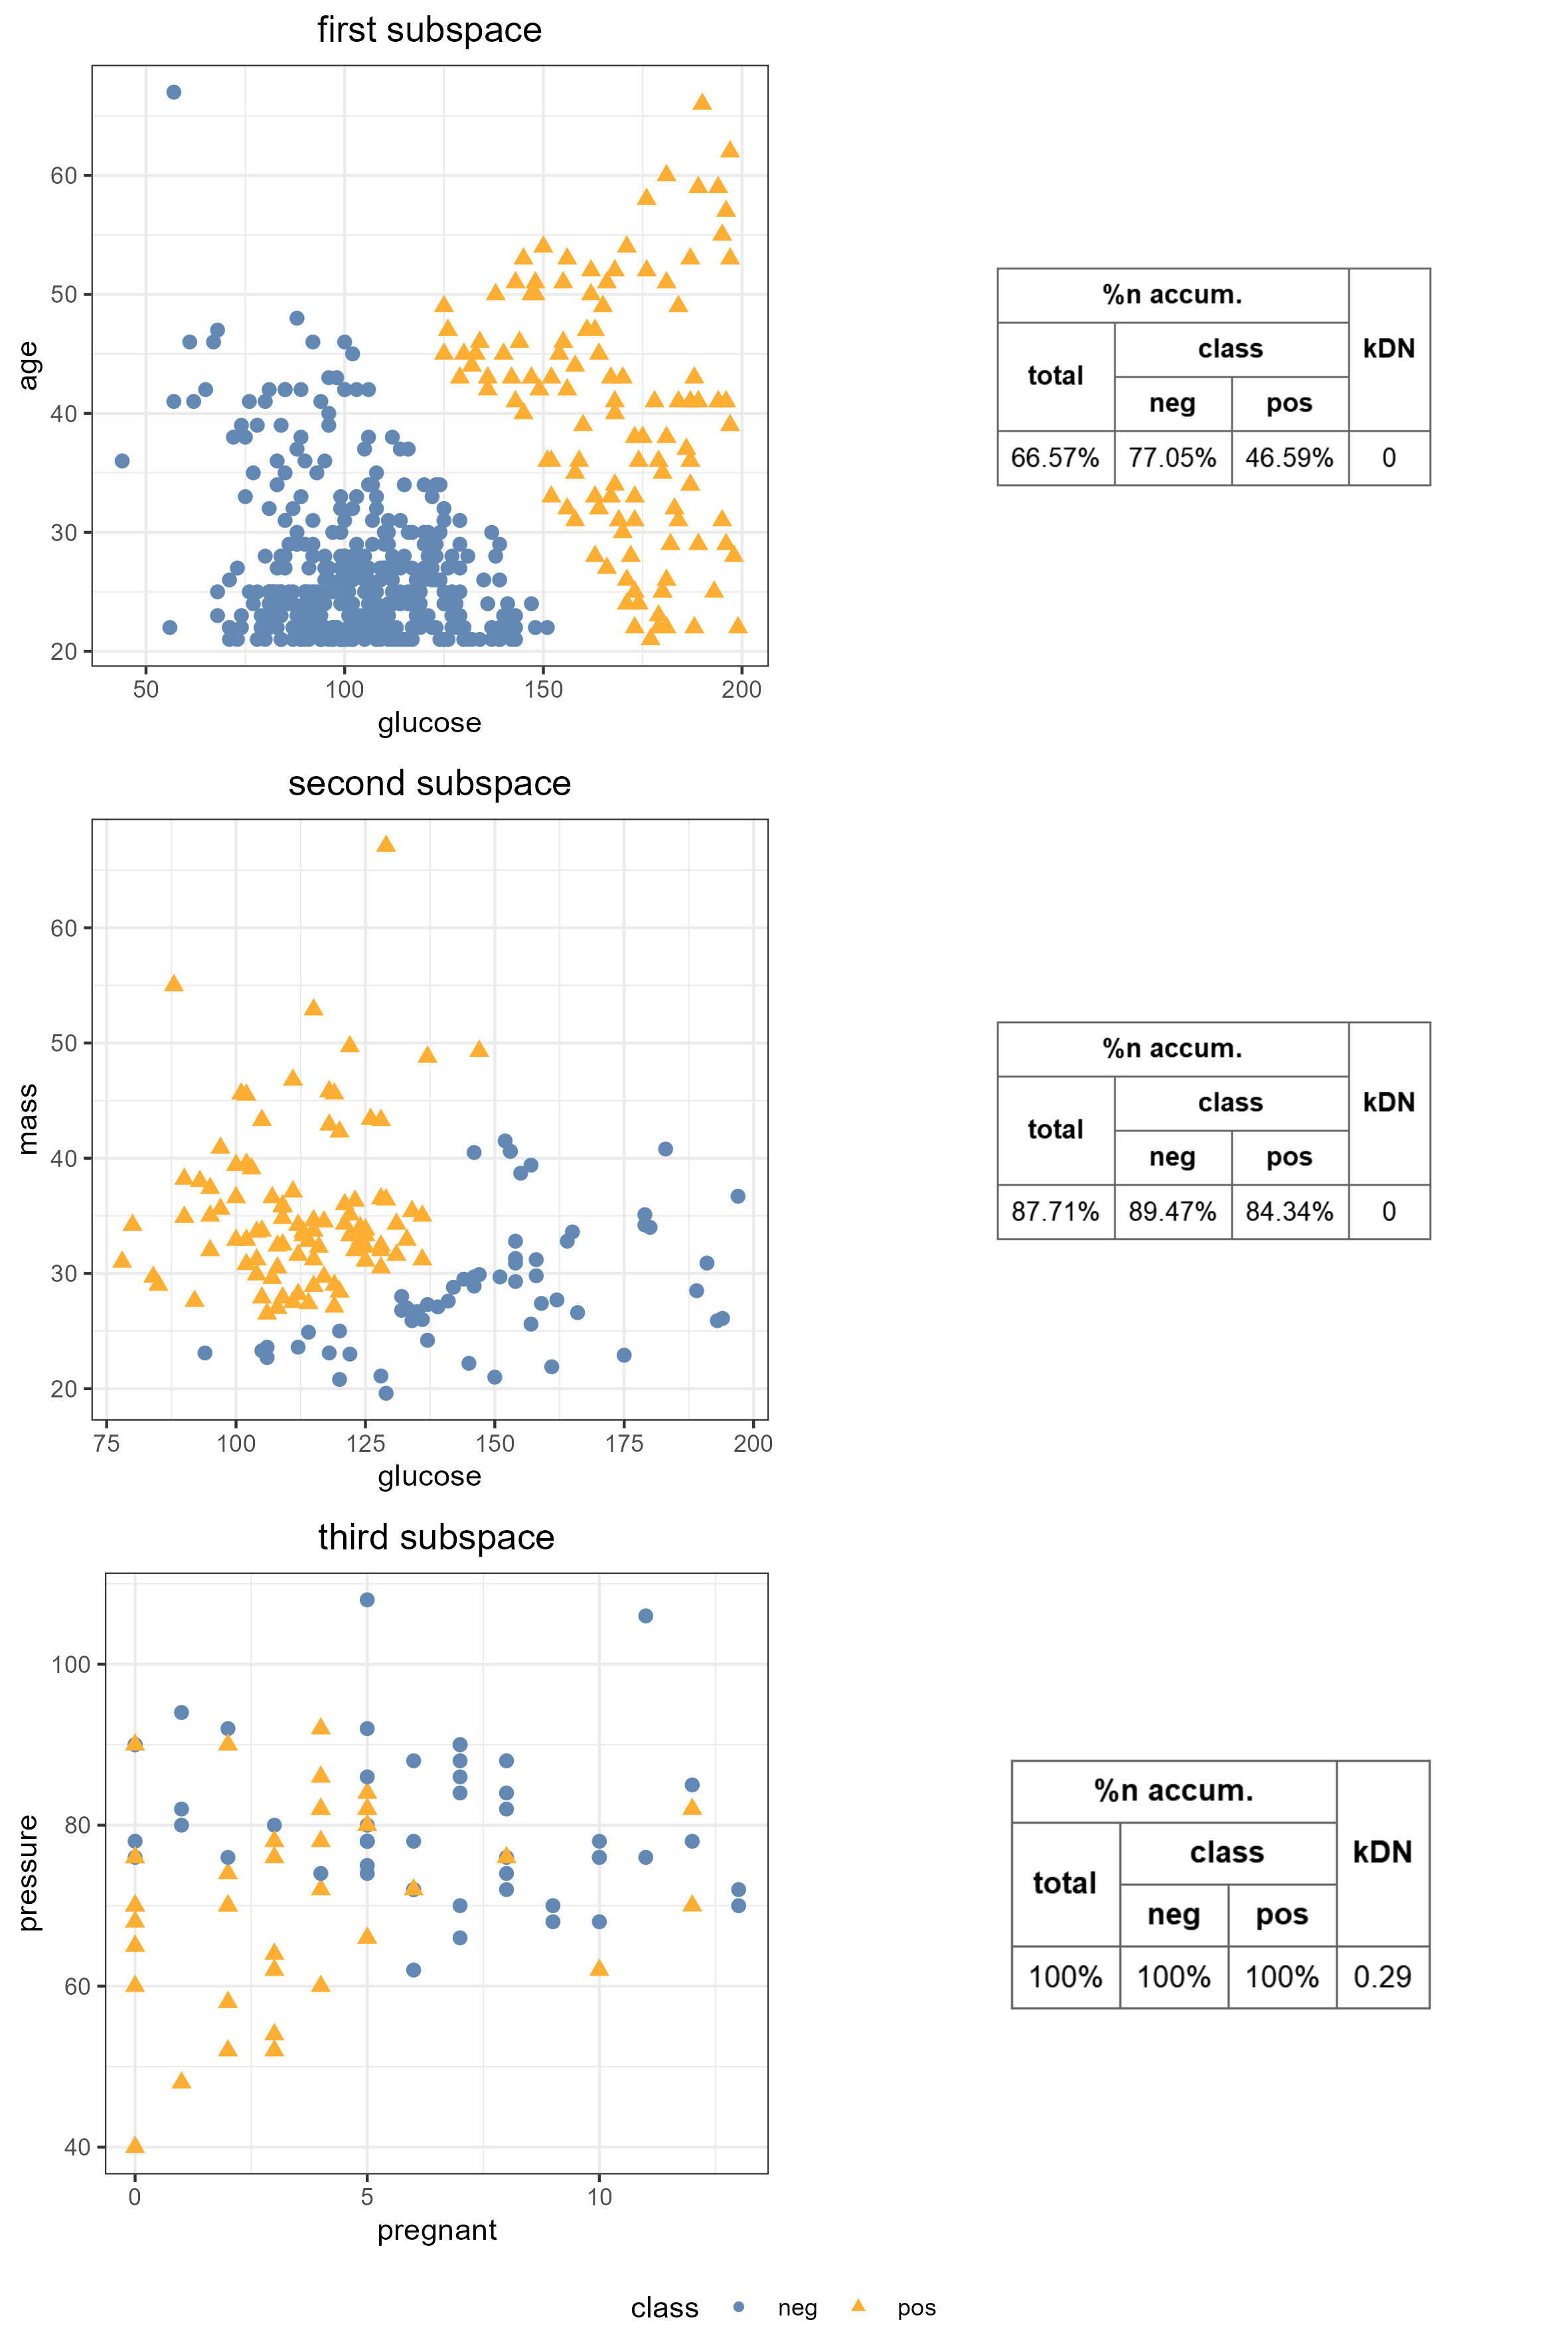 first subspace
60
50
40
30
20
50 100 150 200
age
glucose
%n accum.
kDN
total
class
neg pos
66.57% 77.05% 46.59% 0
second subspace
60
50
40
30
20
75 100 125 150 175 200
mass
glucose
%n accum.
kDN
total
class
neg pos
87.71% 89.47% 84.34% 0
third subspace
100
80
60
40
0 5 10
pressure
pregnant
%n accum.
kDN
total
class
neg pos
100% 100% 100% 0.29
class neg pos